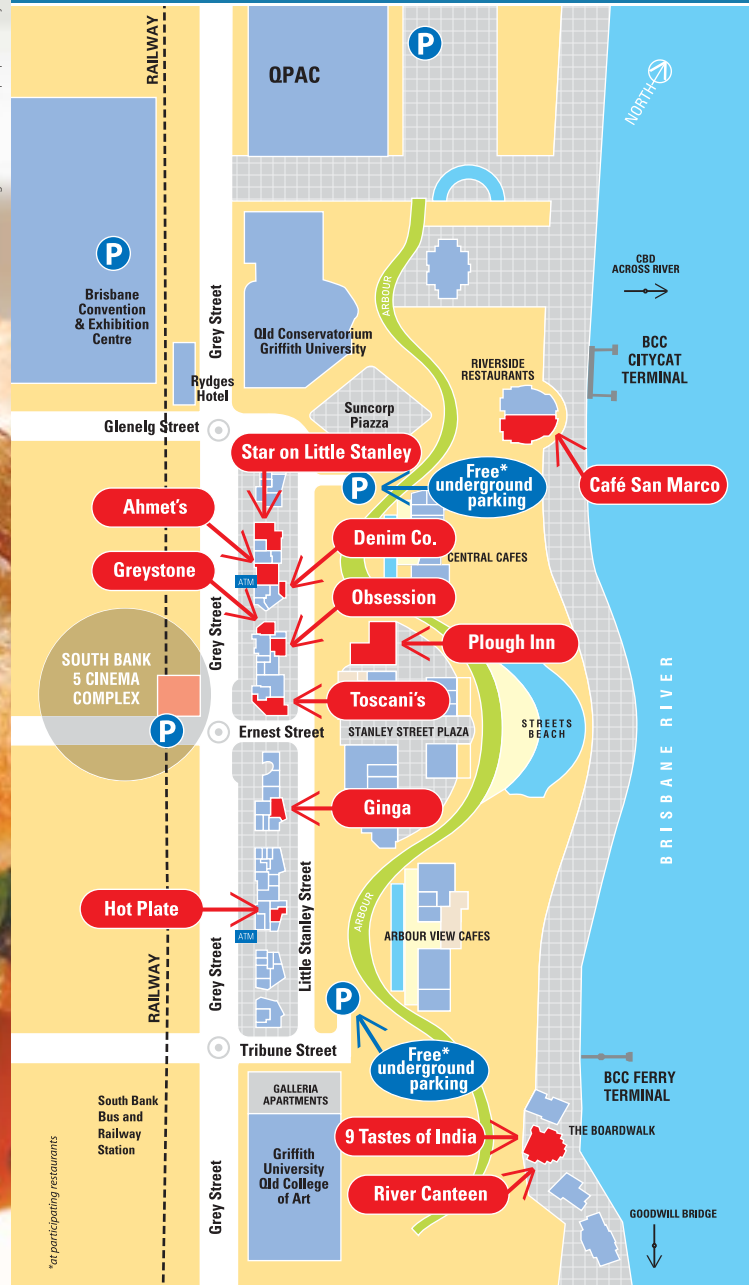 RAILWAY
QPAC
P
NORTH
P
Brisbane
Convention
& Exhibition
Centre
Grey Street
ARBOUR
CBD
ACROSS RIVER
Qld Conservatorium
Griffith University
RIVERSIDE
RESTAURANTS
BCC
CITYCAT
TERMINAL
Rydges
Hotel
Suncorp
Piazza
Glenelg Street
Star on Little Stanley
Free*
underground
parking
P
Café San Marco
Ahmet's
Denim Co.
CENTRAL CAFES
Greystone
ATM
Obsession
Grey Street
Plough Inn
SOUTH BANK
5 CINEMA
COMPLEX
Toscani's
P
Ernest Street
STANLEY STREET PLAZA
STREETS
BEACH
BRISBANE RIVER
Ginga
Hot Plate
Little Stanley Street
ARBOUR
ATM
ARBOUR VIEW CAFES
Grey Street
RAILWAY
P
Tribune Street
Free*
underground
parking
BCC FERRY
TERMINAL
GALLERIA
APARTMENTS
South Bank
Bus and
Railway
Station
THE BOARDWALK
9 Tastes of India
Griffith
University
Qld College
of Art
River Canteen
Grey Street
GOODWILL BRIDGE
*at participating restaurants